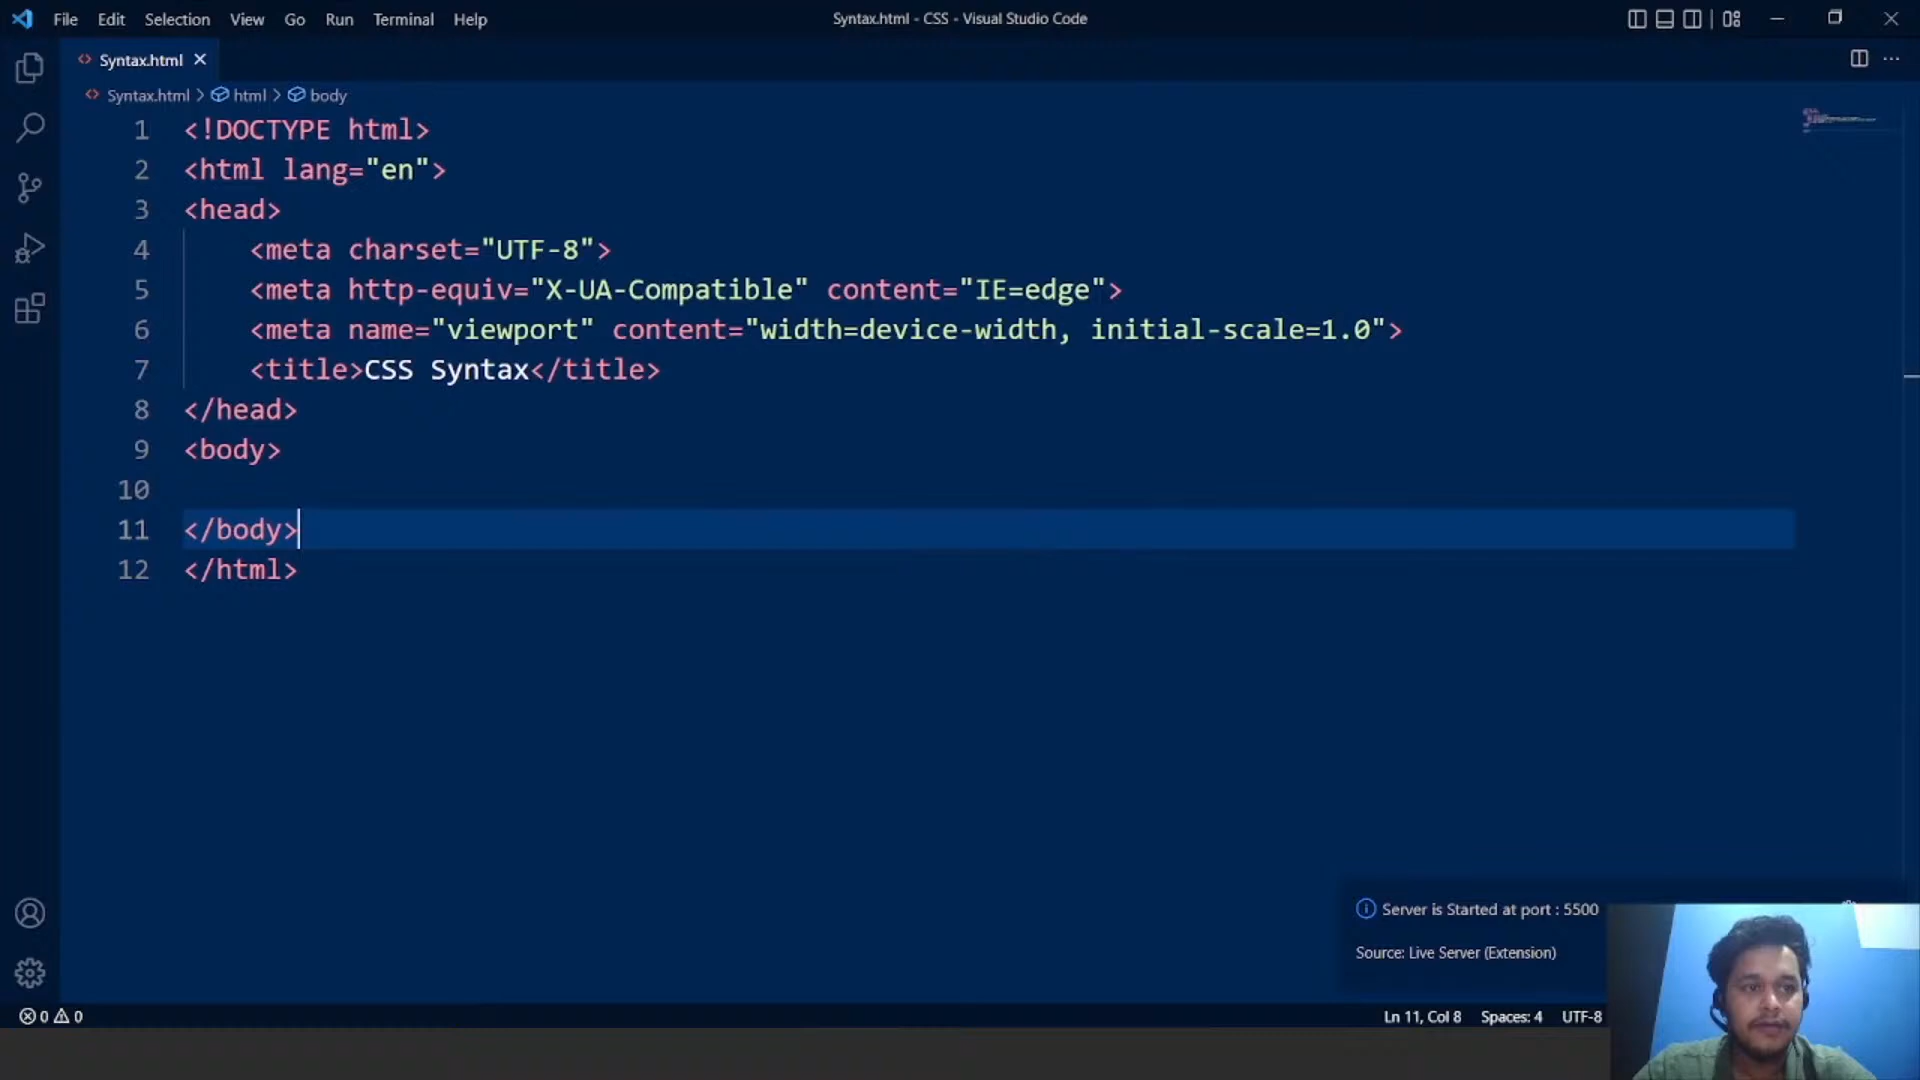 File Edit Selection View Go Run Terminal Help
Syntax.html - CSS - Visual Studio Code
Syntax.html
Syntax.html > html > body
1 <!DOCTYPE html>
2 <html lang="en">
3 <head>
4 <meta charset="UTF-8">
5 <meta http-equiv="X-UA-Compatible" content="IE=edge">
6 <meta name="viewport" content="width=device-width, initial-scale=1.0">
7 <title>CSS Syntax</title>
8 </head>
9 <body>
10
11 </body>
12 </html>
Server is Started at port : 5500
Source: Live Server (Extension)
0 0
Ln 11, Col 8 Spaces: 4 UTF-8